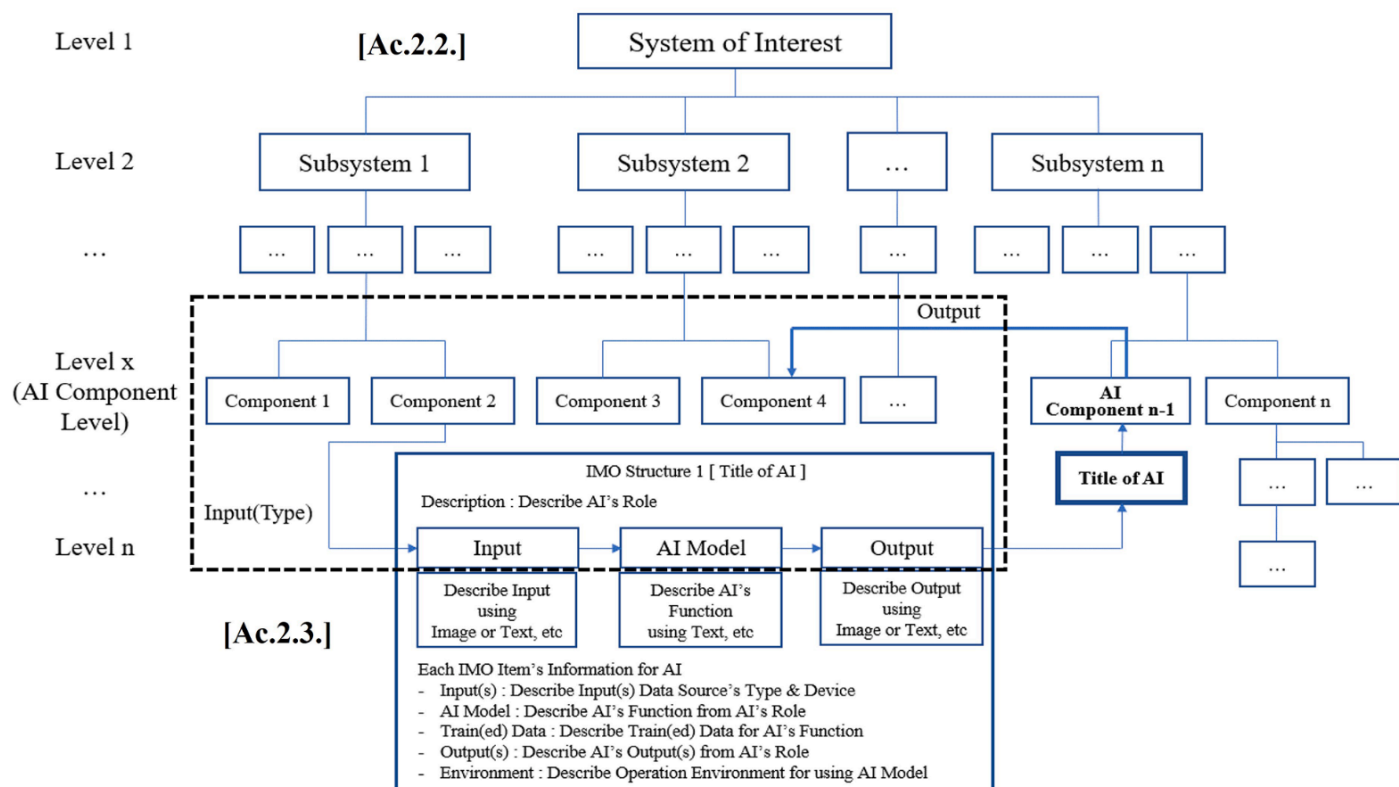 Level 1
[Ac.2.2.]
System of Interest
Level 2
Subsystem 1
Subsystem 2
…
Subsystem n
…
…
…
…
…
…
…
…
…
…
…
Output
Level x
(AI Component
Level)
Component 1
Component 2
Component 3
Component 4
…
AI
Component n-1
Component n
…
Input(Type)
IMO Structure 1 [ Title of AI ]
Description : Describe AI's Role
Title of AI
…
…
Level n
Input
AI Model
Output
…
Describe Input
using
Image or Text, etc
Describe AI's
Function
using Text, etc
Describe Output
using
Image or Text, etc
[Ac.2.3.]
Each IMO Item's Information for AI
- Input(s) : Describe Input(s) Data Source's Type & Device
- AI Model : Describe AI's Function from AI's Role
- Train(ed) Data : Describe Train(ed) Data for AI's Function
- Output(s) : Describe AI's Output(s) from AI's Role
- Environment : Describe Operation Environment for using AI Model